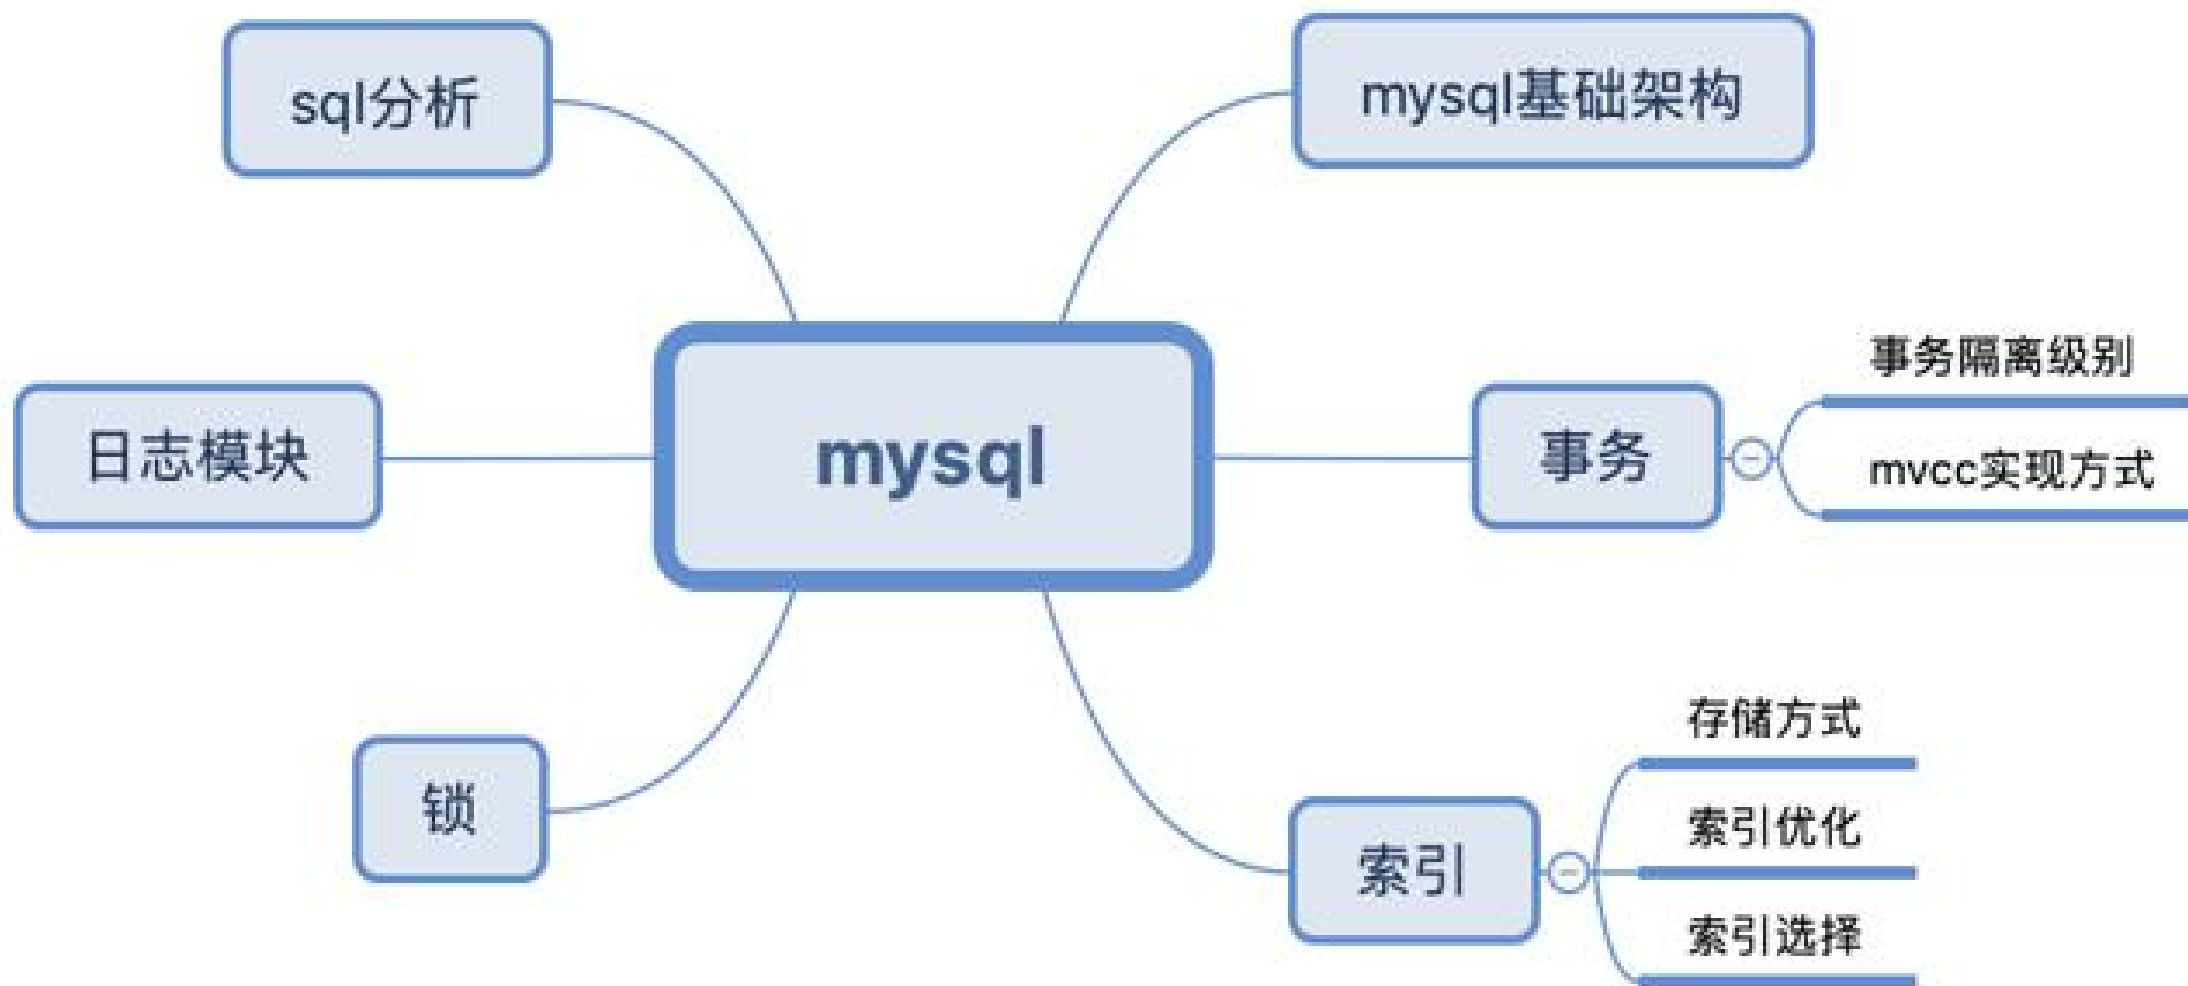 sql分析
mysql基础架构
mysql
日志模块
事务
事务隔离级别
mvcc实现方式
锁
索引
存储方式
索引优化
索引选择